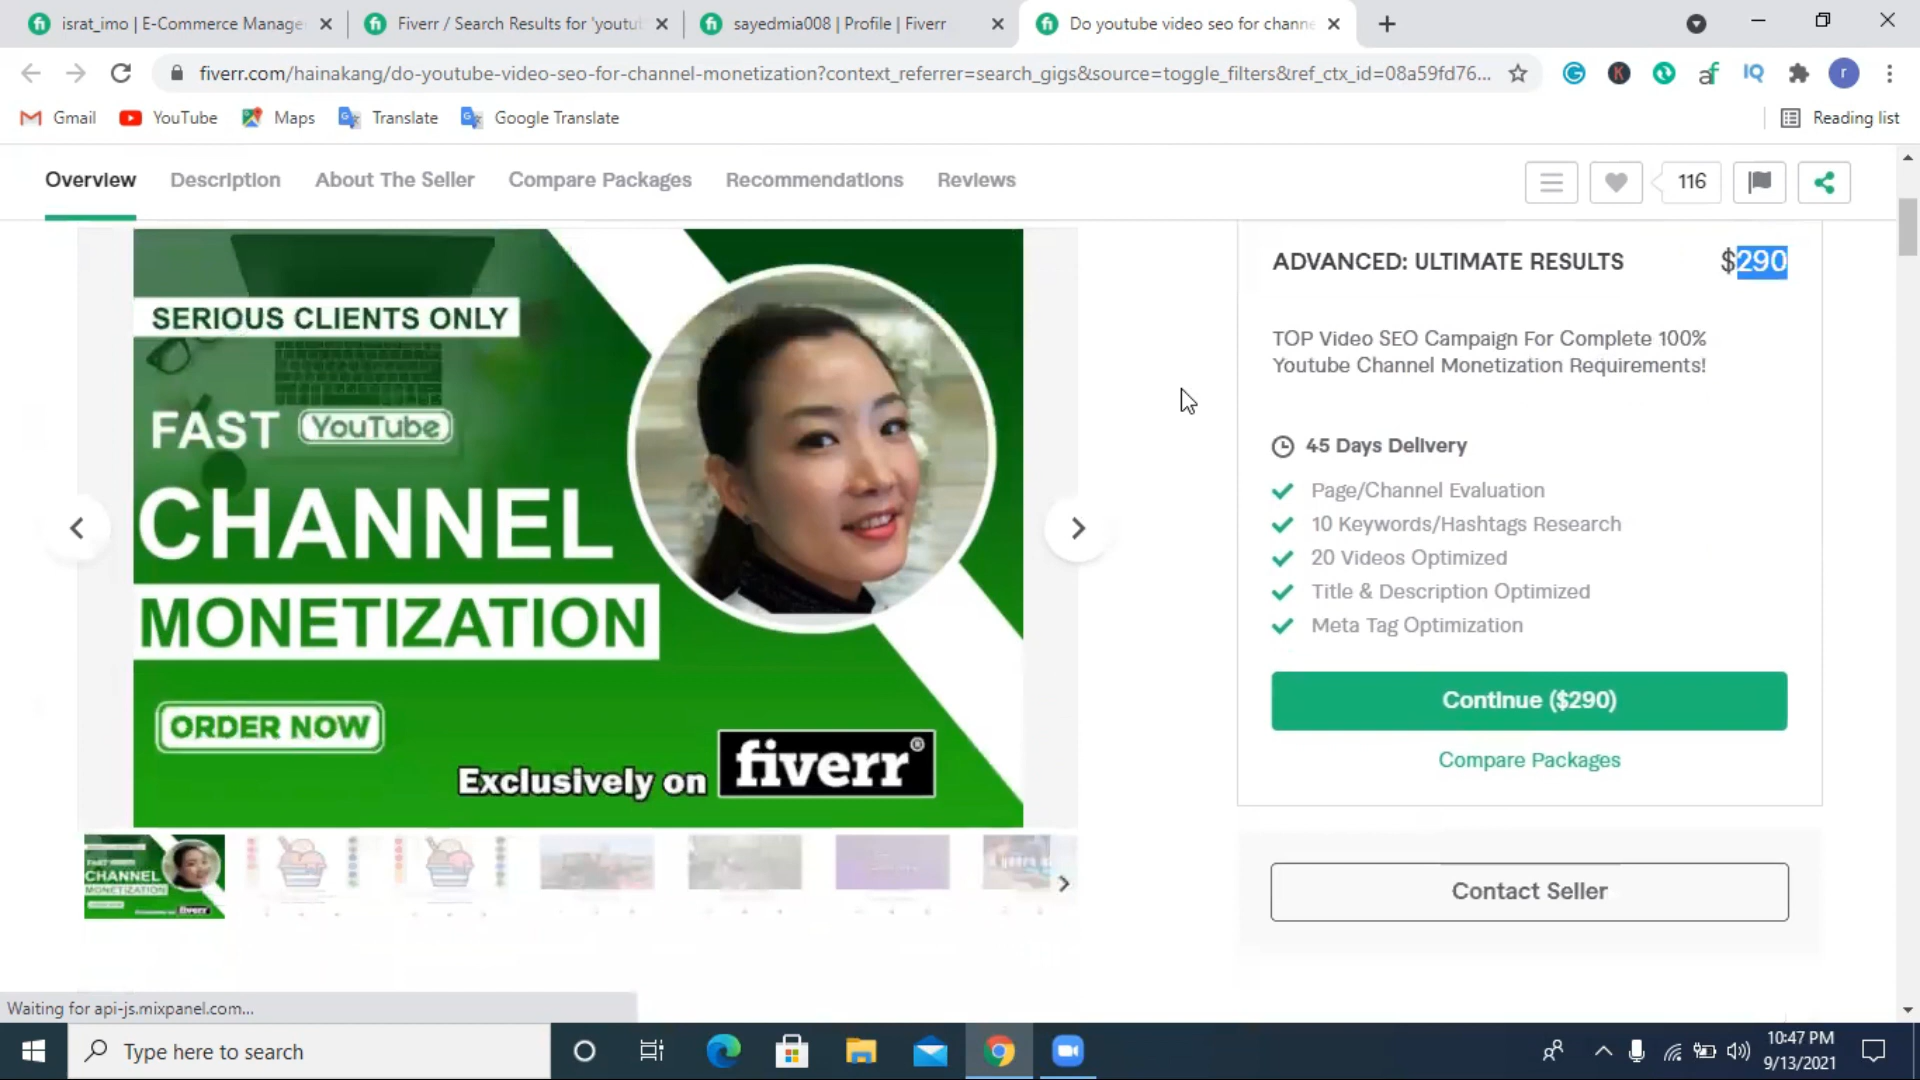 israt_imo | E-Commerce Manage
Fiverr / Search Results for 'youtu
sayedmia008 | Profile | Fiverr
Do youtube video seo for channe
fiverr.com/hainakang/do-youtube-video-seo-for-channel-monetization?context_referrer=search_gigs&source=toggle_filters&ref_ctx_id=08a59fd76...
Gmail
YouTube
Maps
Translate
Google Translate
Reading list
Overview
Description
About The Seller
Compare Packages
Recommendations
Reviews
116
SERIOUS CLIENTS ONLY
FAST YouTube
CHANNEL
MONETIZATION
ORDER NOW
Exclusively on fiverr®
ADVANCED: ULTIMATE RESULTS
$290
TOP Video SEO Campaign For Complete 100%
Youtube Channel Monetization Requirements!
45 Days Delivery
Page/Channel Evaluation
10 Keywords/Hashtags Research
20 Videos Optimized
Title & Description Optimized
Meta Tag Optimization
Continue ($290)
Compare Packages
Contact Seller
CHANNEL
MONETIZATION
fiverr
Waiting for api-js.mixpanel.com...
Type here to search
10:47 PM
9/13/2021